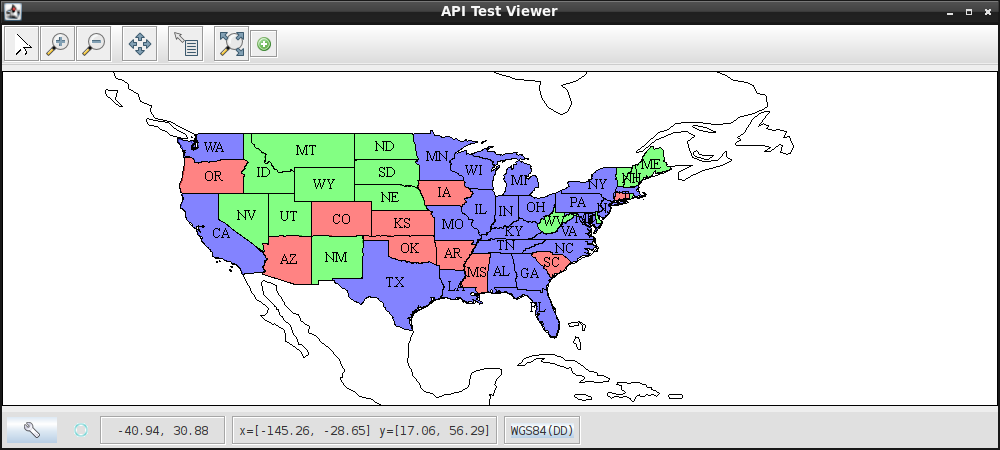 API Test Viewer
WA
MT
ND
MN
OR
ID
SD
WI
MI
ME
NH
WY
NE
IA
NY
NV
UT
CO
KS
MO
IL
IN
OH
PA
CA
AZ
NM
OK
AR
TN
KY
WV
VA
NC
TX
LA
MS
AL
GA
SC
FL
-40.94, 30.88
x=[-145.26, -28.65] y=[17.06, 56.29]
WGS84(DD)